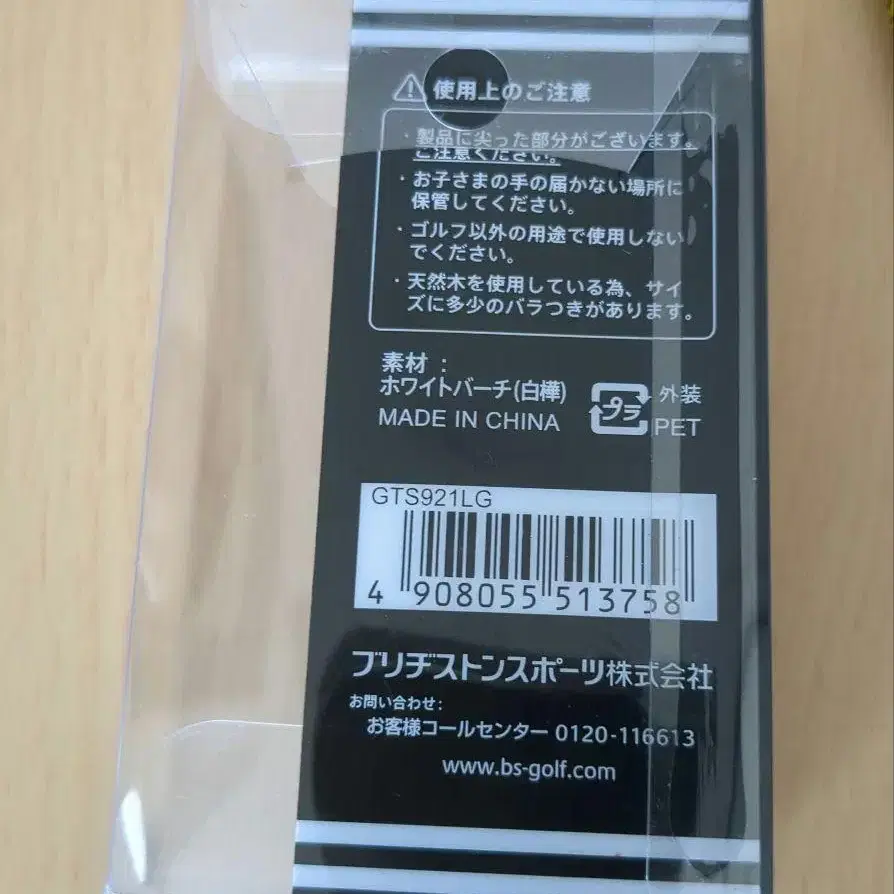 使用上のご注意
・製品に尖った部分がございます。
ご注意ください。
・お子さまの手の届かない場所に
保管してください。
・ゴルフ以外の用途で使用しない
でください。
・天然木を使用している為、サイ
ズに多少のバラつきがあります。
素材：
ホワイトバーチ(白樺)
MADE IN CHINA
プラ
外装
PET
GTS921LG
4 908055 513758
ブリヂストンスポーツ株式会社
お問い合わせ:
お客様コールセンター 0120-116613
www.bs-golf.com